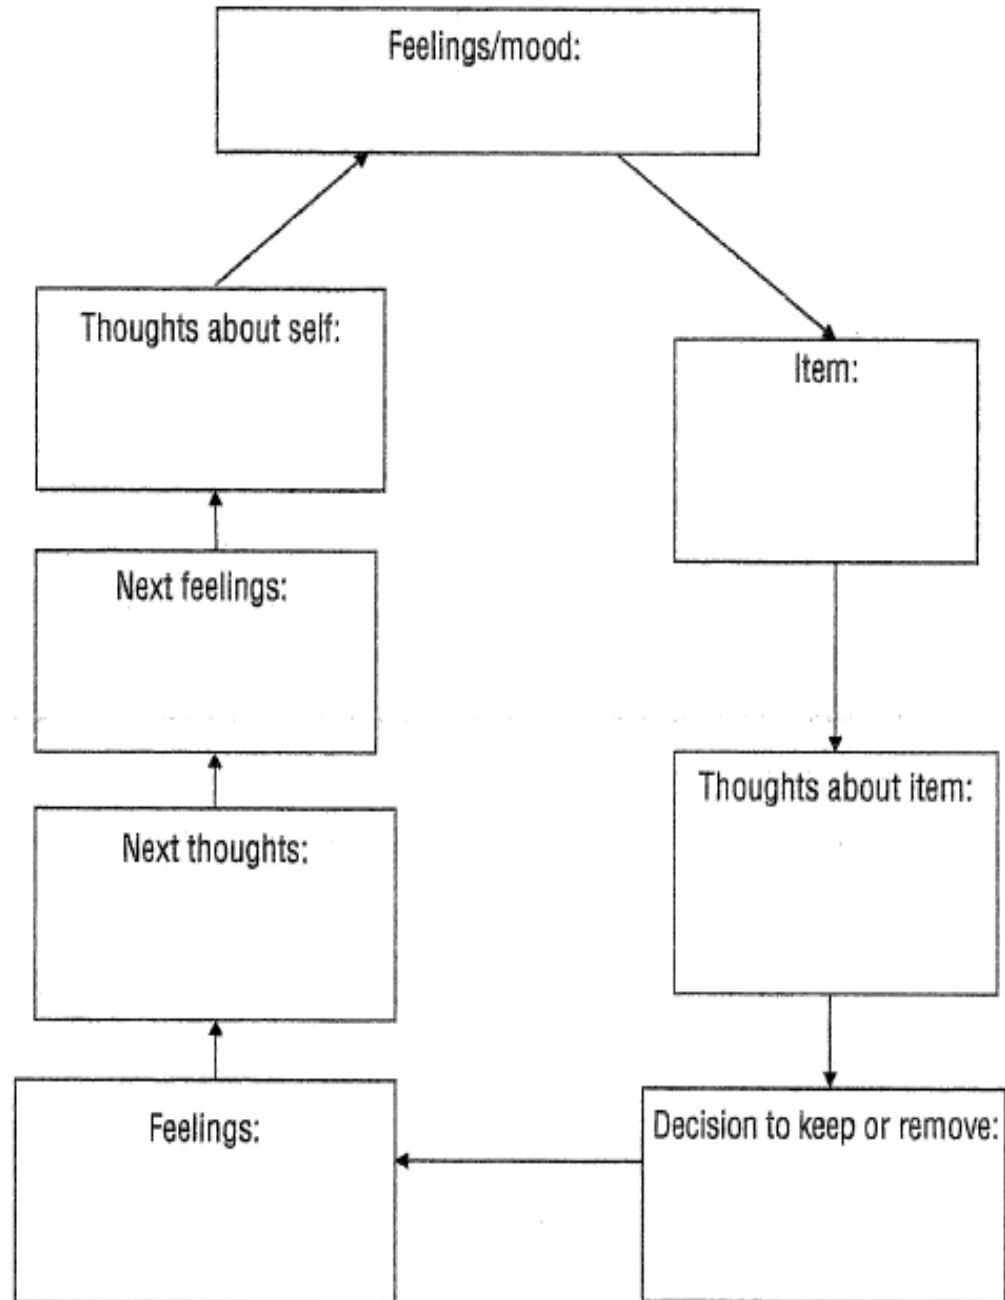 Feelings/mood:
Item:
Thoughts about item:
Decision to keep or remove:
Feelings:
Next thoughts:
Next feelings:
Thoughts about self: